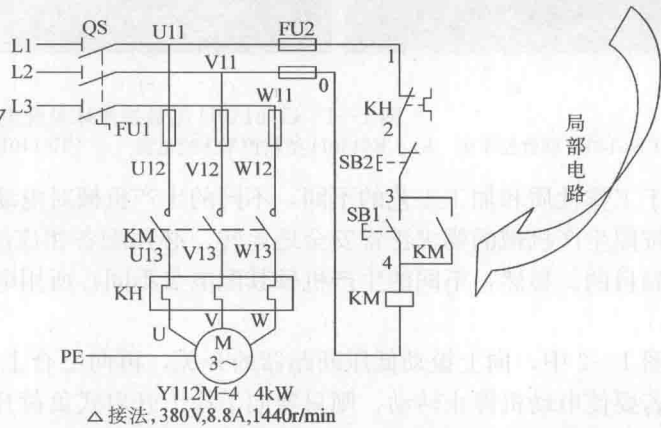 QS
U11
FU2
L1
V11
1
L2
0
W11
L3
KH
FU1
2
U12
V12
W12
SB2
3
SB1
KM
U13
V13
W13
4
KM
KH
KM
U
V
W
M
3~
PE
Y112M-4 4kW
△接法,380V,8.8A,1440r/min
局部电路